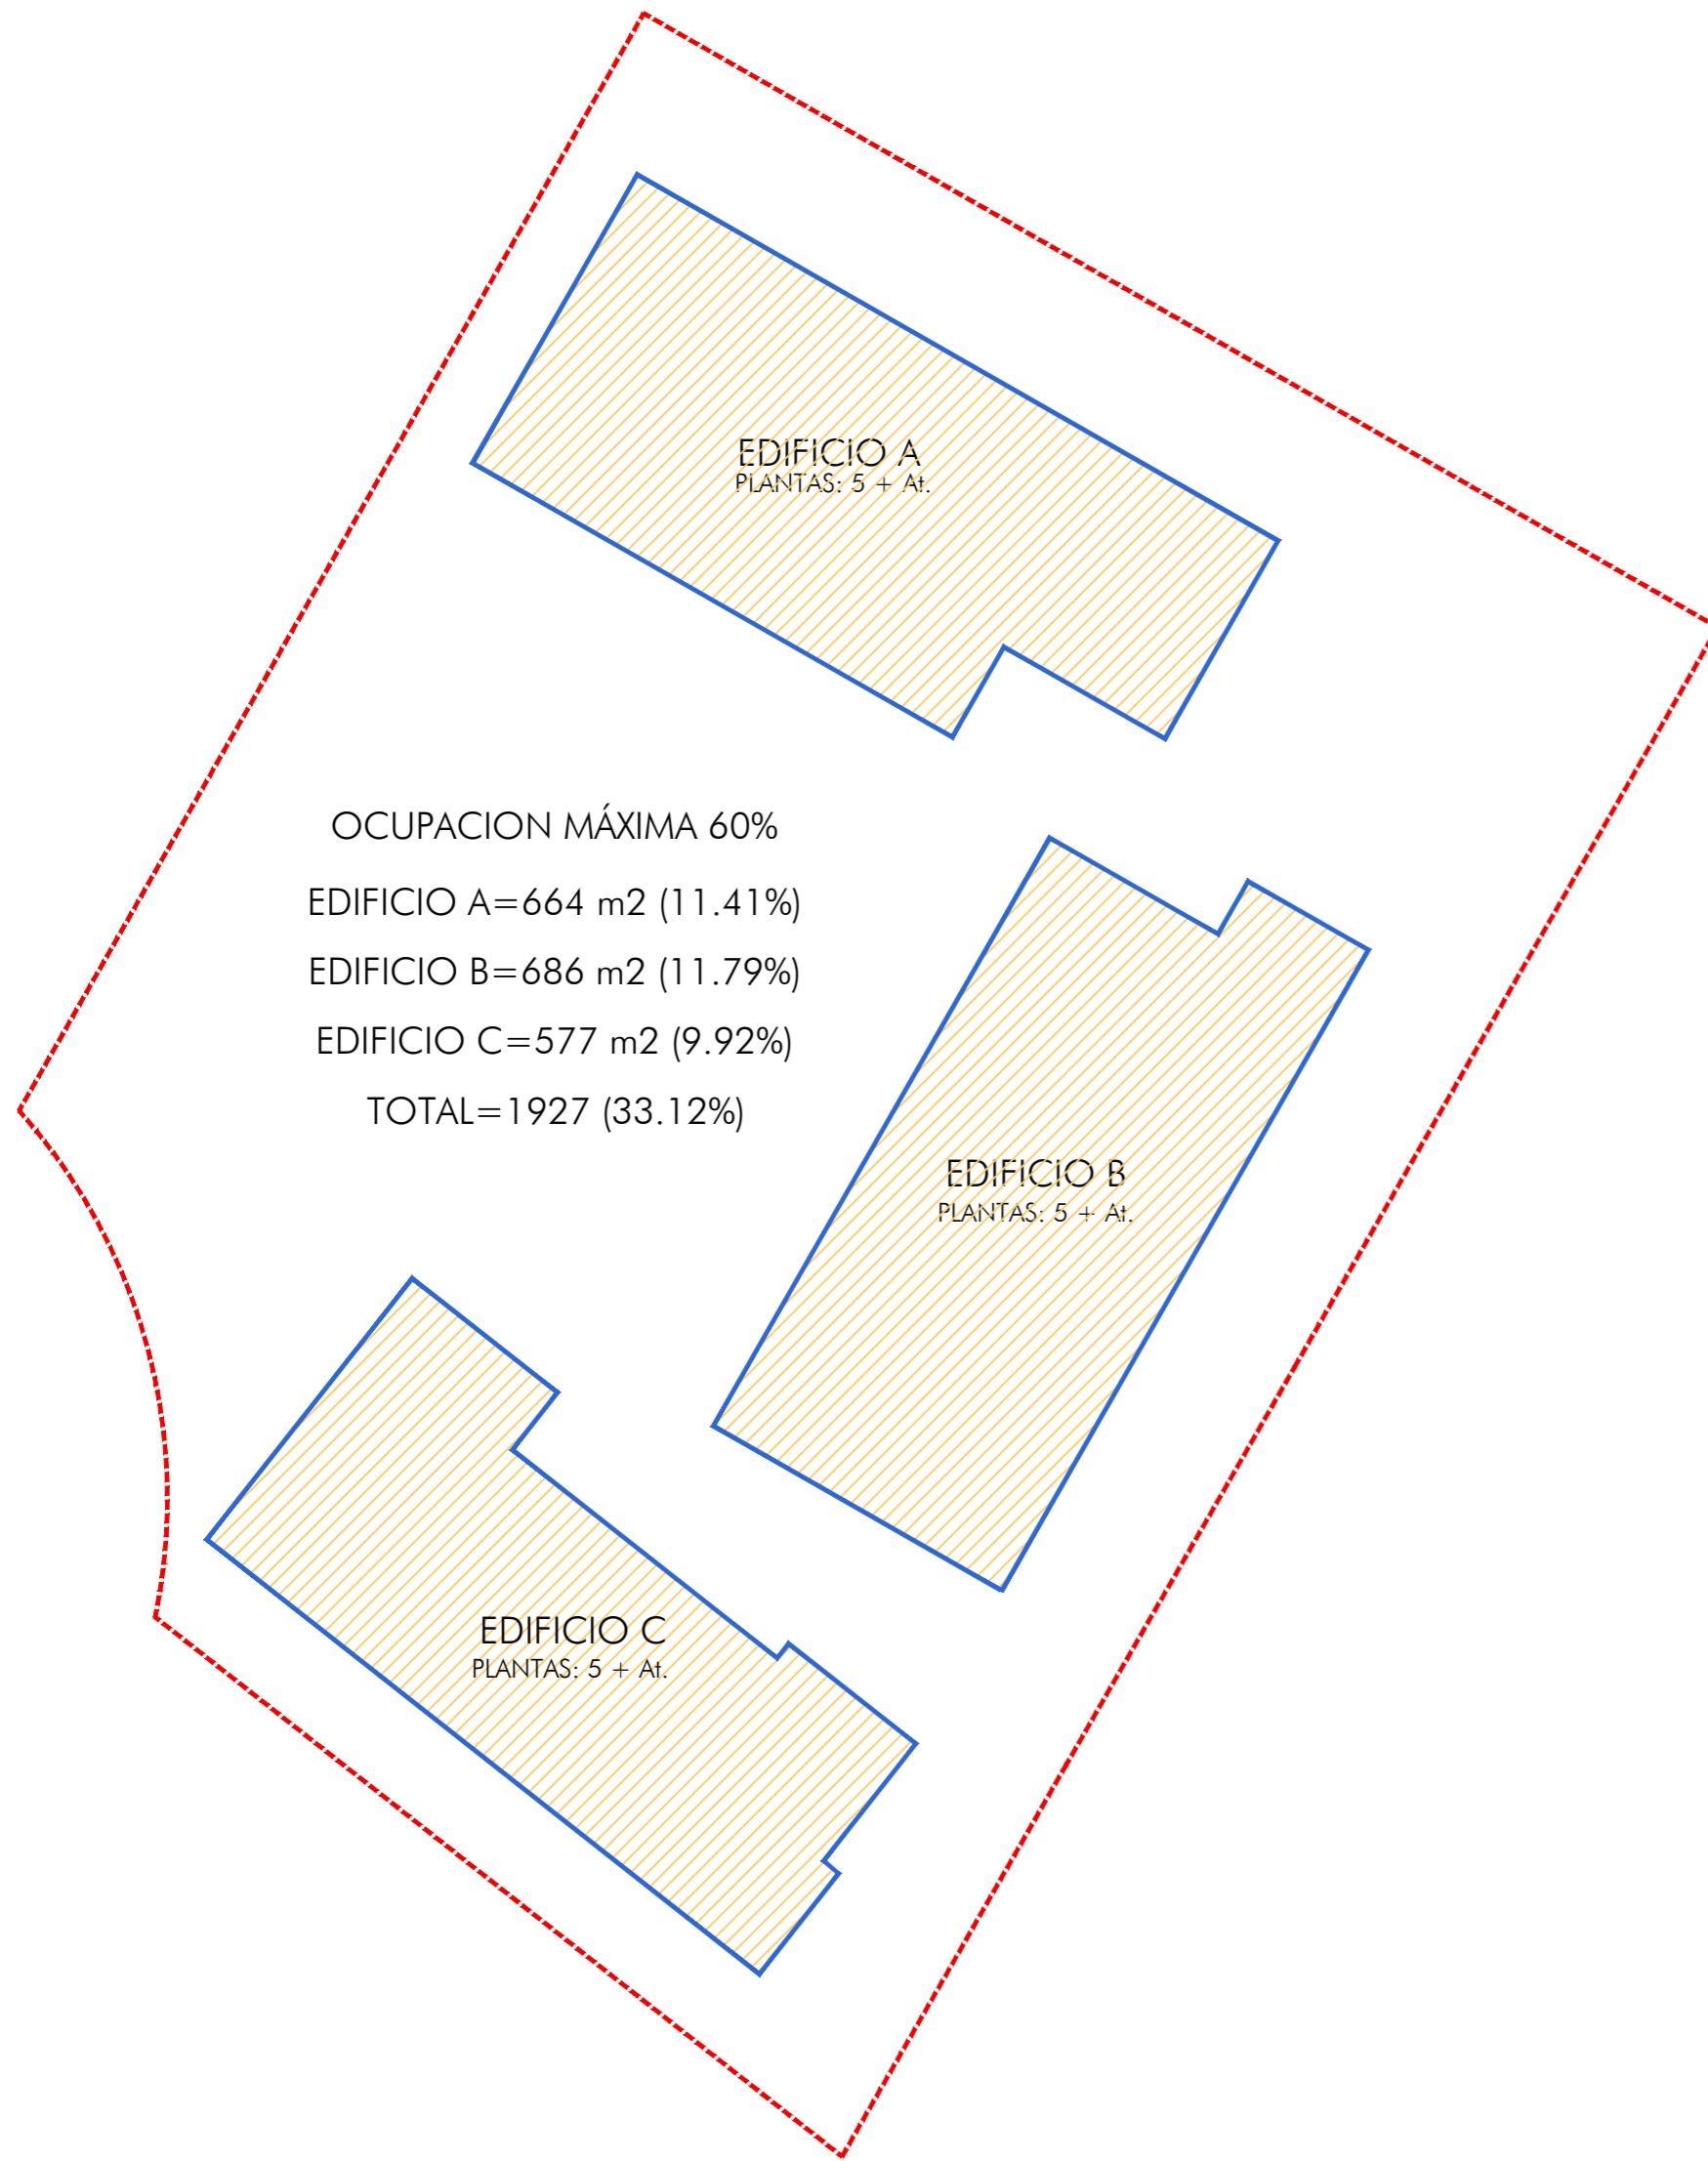 EDIFICIO A
PLANTAS: 5 + At.
OCUPACION MÁXIMA 60%
EDIFICIO A=664 m2 (11.41%)
EDIFICIO B=686 m2 (11.79%)
EDIFICIO C=577 m2 (9.92%)
TOTAL=1927 (33.12%)
EDIFICIO B
PLANTAS: 5 + At.
EDIFICIO C
PLANTAS: 5 + At.